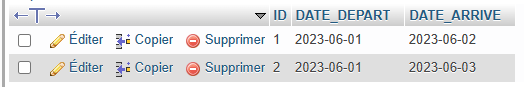 ID DATE_DEPART DATE_ARRIVE
Éditer Copier Supprimer 1 2023-06-01 2023-06-02
Éditer Copier Supprimer 2 2023-06-01 2023-06-03